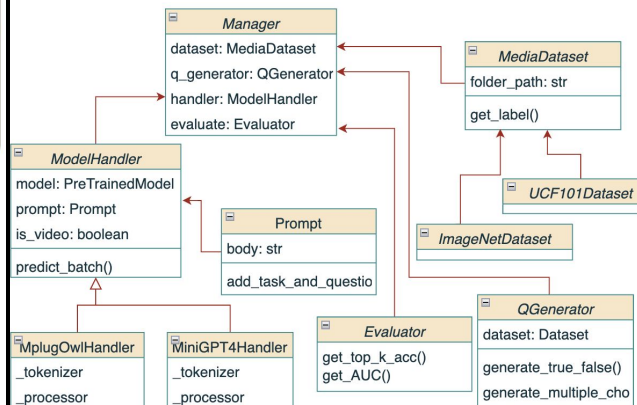 Manager
dataset: MediaDataset
q_generator: QGenerator
handler: ModelHandler
evaluate: Evaluator
MediaDataset
folder_path: str
get_label()
UCF101Dataset
ImageNetDataset
ModelHandler
model: PreTrainedModel
prompt: Prompt
is_video: boolean
predict_batch()
Prompt
body: str
add_task_and_questio
MplugOwlHandler
_tokenizer
_processor
MiniGPT4Handler
_tokenizer
_processor
Evaluator
get_top_k_acc()
get_AUC()
QGenerator
dataset: Dataset
generate_true_false()
generate_multiple_cho